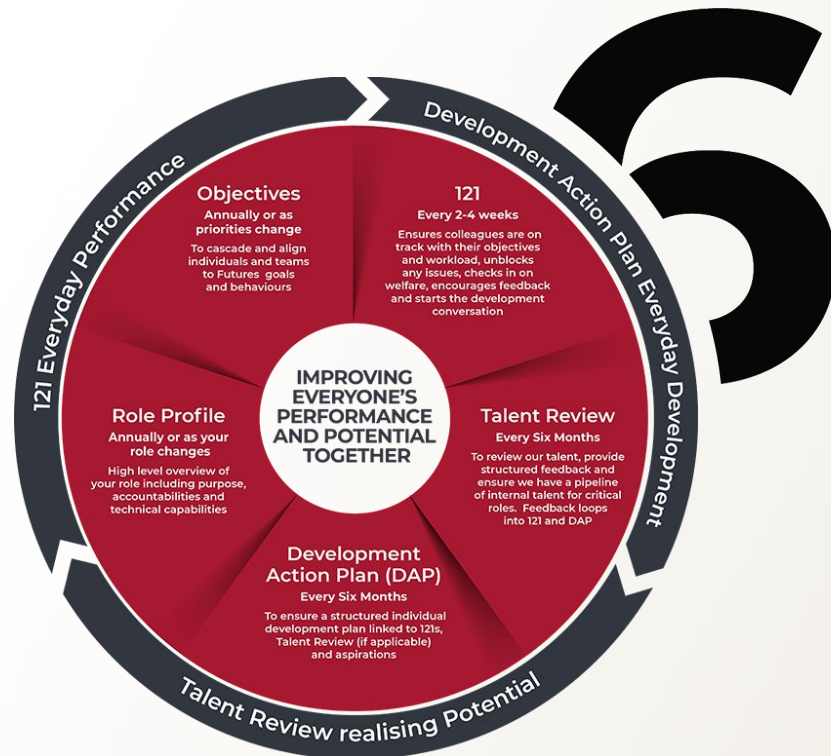 121 Everyday Performance
Development Action Plan Everyday Development
Talent Review realising Potential
Objectives
Annually or as
priorities change
To cascade and align
individuals and teams
to Futures goals
and behaviours
121
Every 2-4 weeks
Ensures colleagues are on
track with their objectives
and workload, unblocks
any issues, checks in on
welfare, encourages feedback
and starts the development
conversation
Talent Review
Every Six Months
To review our talent, provide
structured feedback and
ensure we have a pipeline
of internal talent for critical
roles. Feedback loops
into 121 and DAP
Development
Action Plan (DAP)
Every Six Months
To ensure a structured individual
development plan linked to 121s,
Talent Review (if applicable)
and aspirations
Role Profile
Annually or as your
role changes
High level overview of
your role including purpose,
accountabilities and
technical capabilities
IMPROVING
EVERYONE'S
PERFORMANCE
AND POTENTIAL
TOGETHER